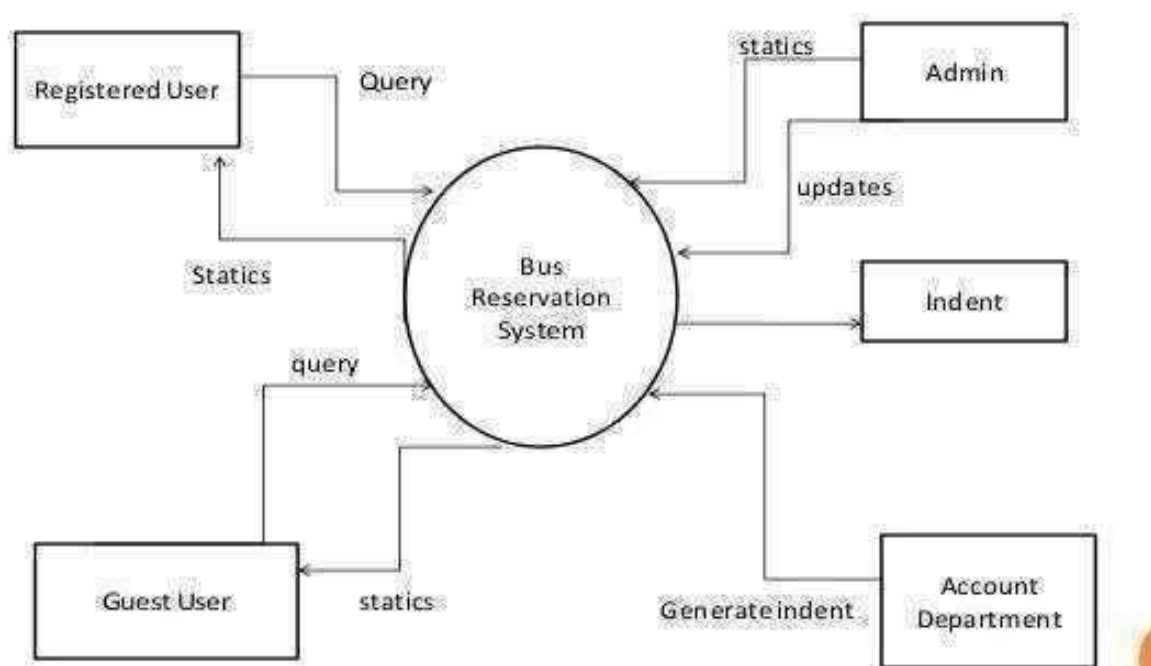 Registered User
Query
statics
Admin
updates
Statics
Bus
Reservation
System
Indent
query
Guest User
statics
Generate indent
Account
Department